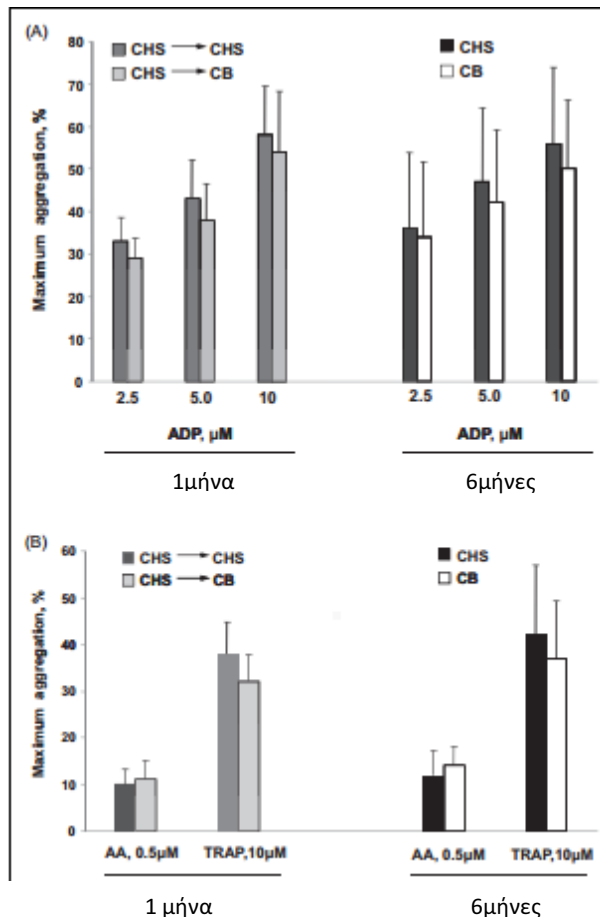 (A)
CHS → CHS
CHS → CB
CHS
CB
Maximum aggregation, %
80
70
60
50
40
30
20
10
0
2.5 5.0 10
2.5 5.0 10
ADP, µM
ADP, µM
1μήνα
6μήνες
(B)
CHS → CHS
CHS → CB
CHS
CB
Maximum aggregation, %
60
50
40
30
20
10
0
AA, 0.5µM TRAP,10µM
AA, 0.5µM TRAP,10µM
1 μήνα
6μήνες